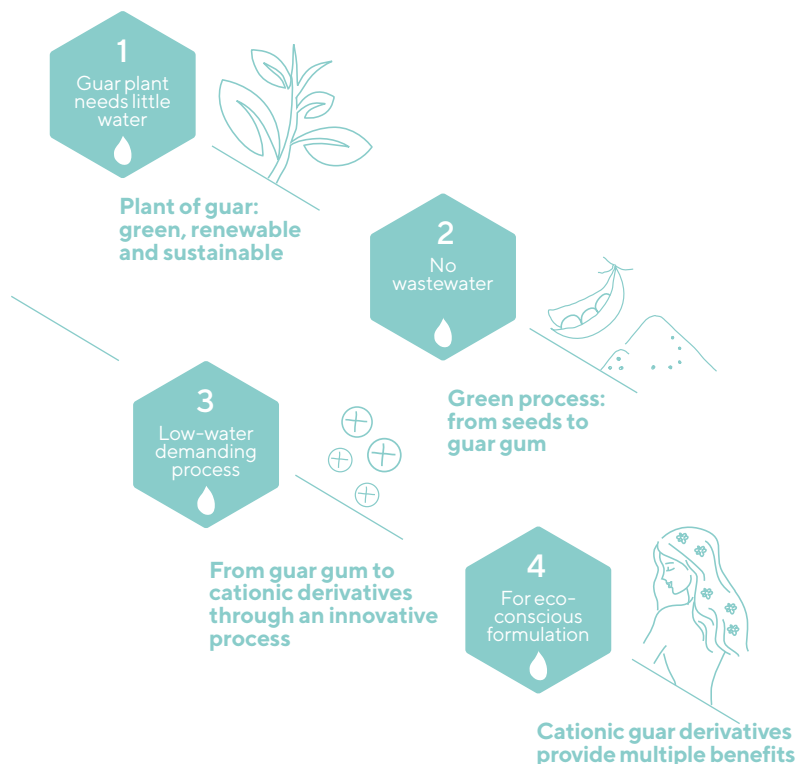 1
Guar plant
needs little
water
Plant of guar:
green, renewable
and sustainable
2
No
wastewater
Green process:
from seeds to
guar gum
3
Low-water
demanding
process
From guar gum to
cationic derivatives
through an innovative
process
4
For eco-
conscious
formulation
Cationic guar derivatives
provide multiple benefits